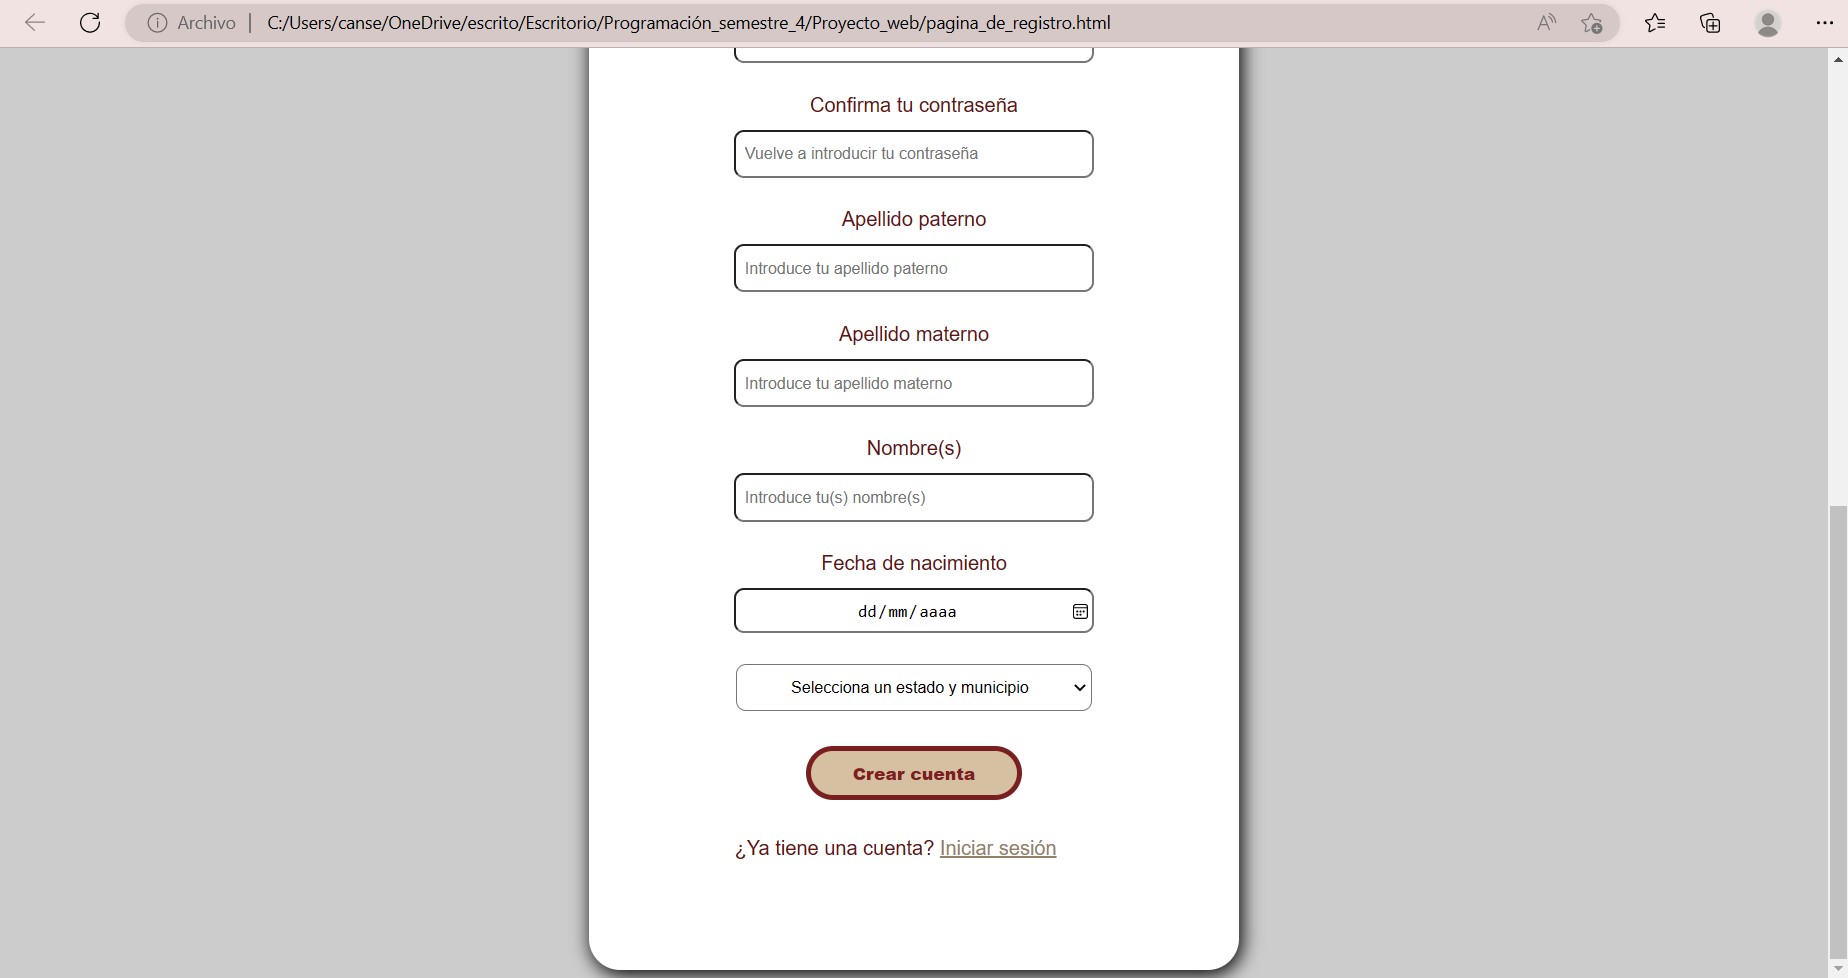 Archivo | C:/Users/canse/OneDrive/escrito/Escritorio/Programación_semestre_4/Proyecto_web/pagina_de_registro.html
Confirma tu contraseña
Vuelve a introducir tu contraseña
Apellido paterno
Introduce tu apellido paterno
Apellido materno
Introduce tu apellido materno
Nombre(s)
Introduce tu(s) nombre(s)
Fecha de nacimiento
dd/mm/aaaa
Selecciona un estado y municipio
Crear cuenta
¿Ya tiene una cuenta? Iniciar sesión